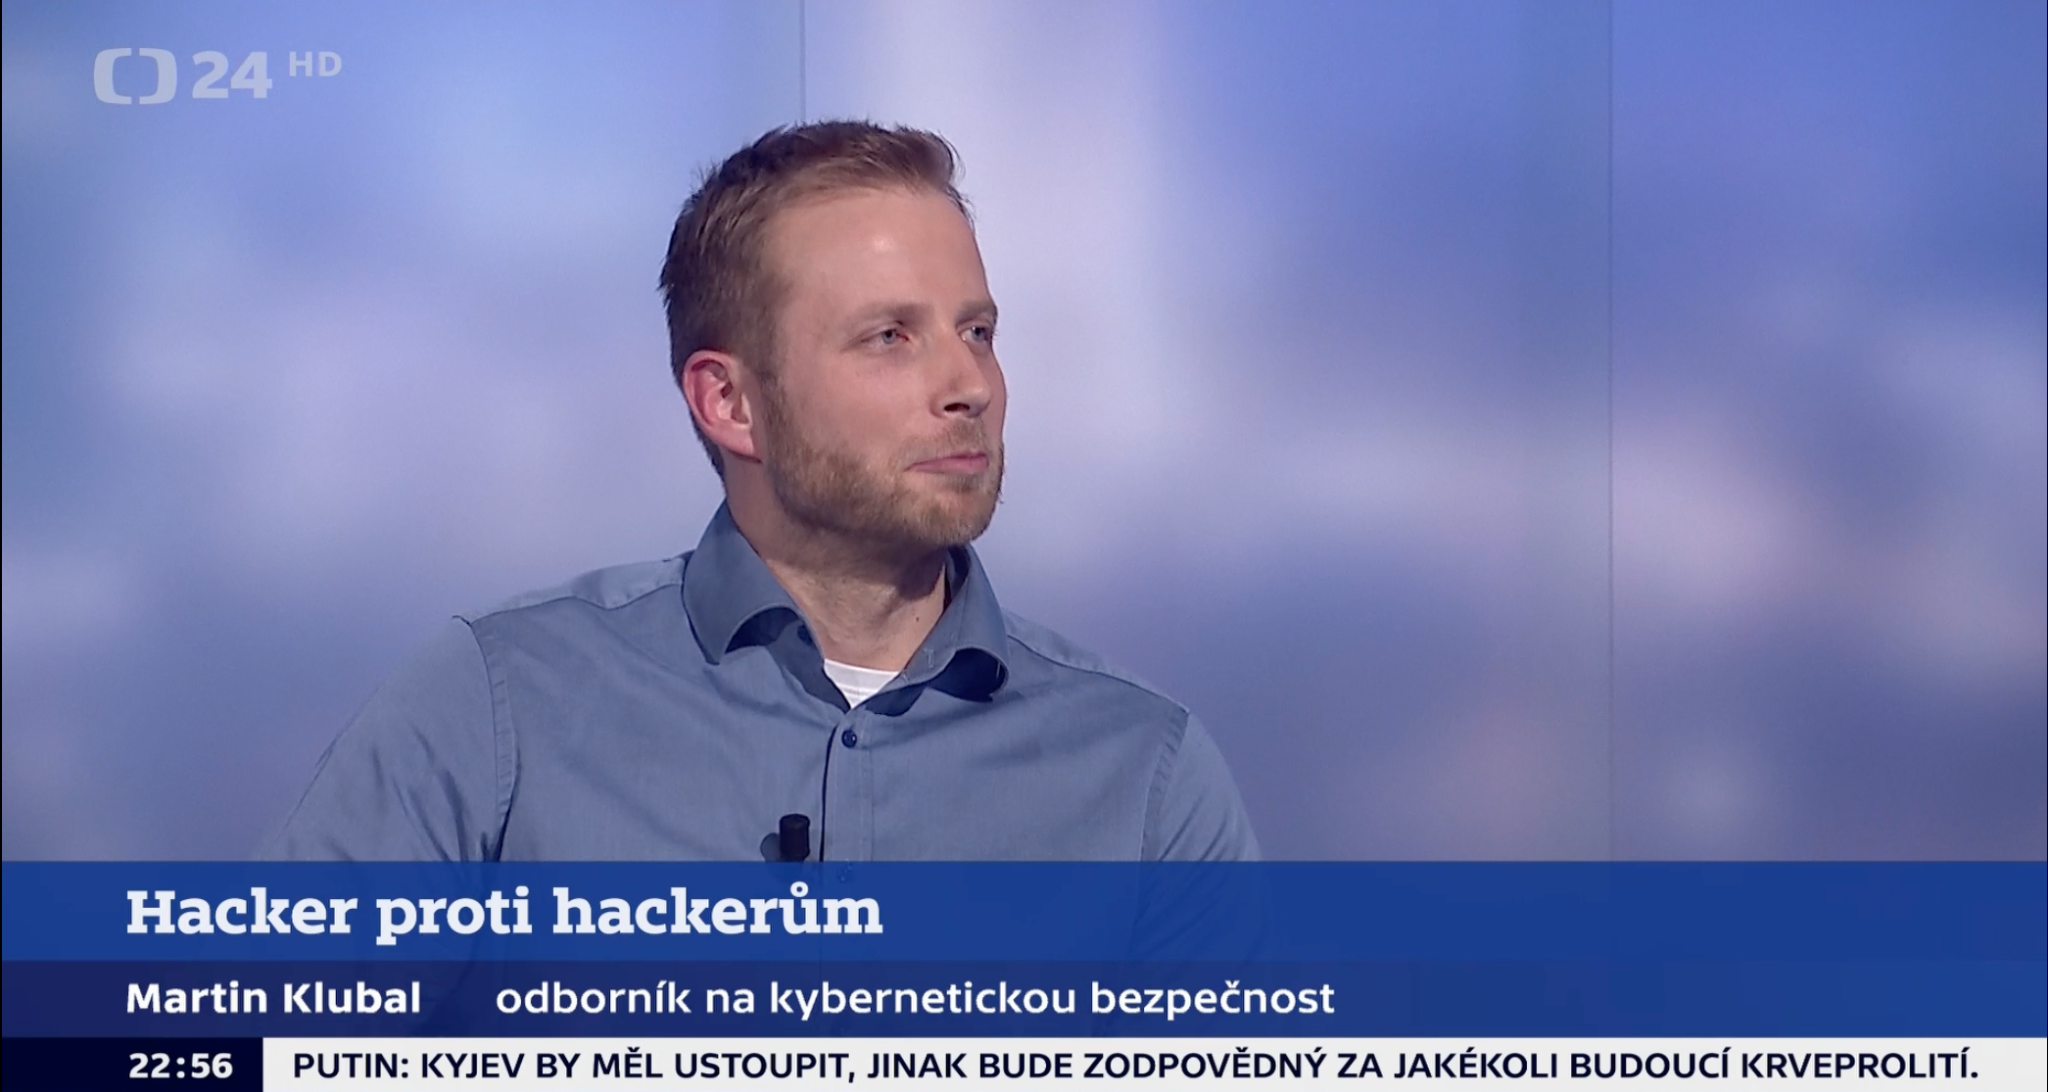 24 HD
Hacker proti hackerům
Martin Klubal odborník na kybernetickou bezpečnost
22:56 PUTIN: KYJEV BY MĚL USTOUPIT, JINAK BUDE ZODPOVĚDNÝ ZA JAKÉKOLI BUDOUCÍ KRVEPROLITÍ.